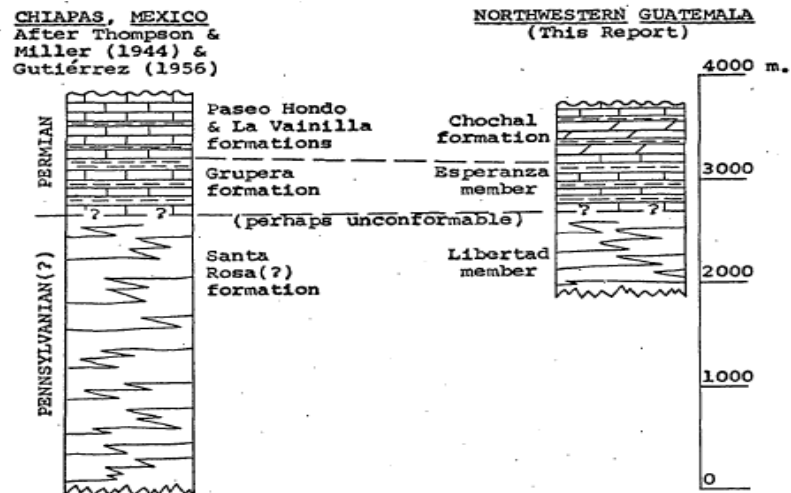 CHIAPAS, MEXICO
After Thompson &
Miller (1944) &
Gutiérrez (1956)
NORTHWESTERN GUATEMALA
(This Report)
4000 m.
PERMIAN
Paseo Hondo
& La Vainilla
formations
Chochal
formation
3000
Grupera
formation
Esperanza
member
? ?
(perhaps unconformable)
? ?
PENNSYLVANIAN(?)
Santa
Rosa(?)
formation
Libertad
member
2000
1000
0